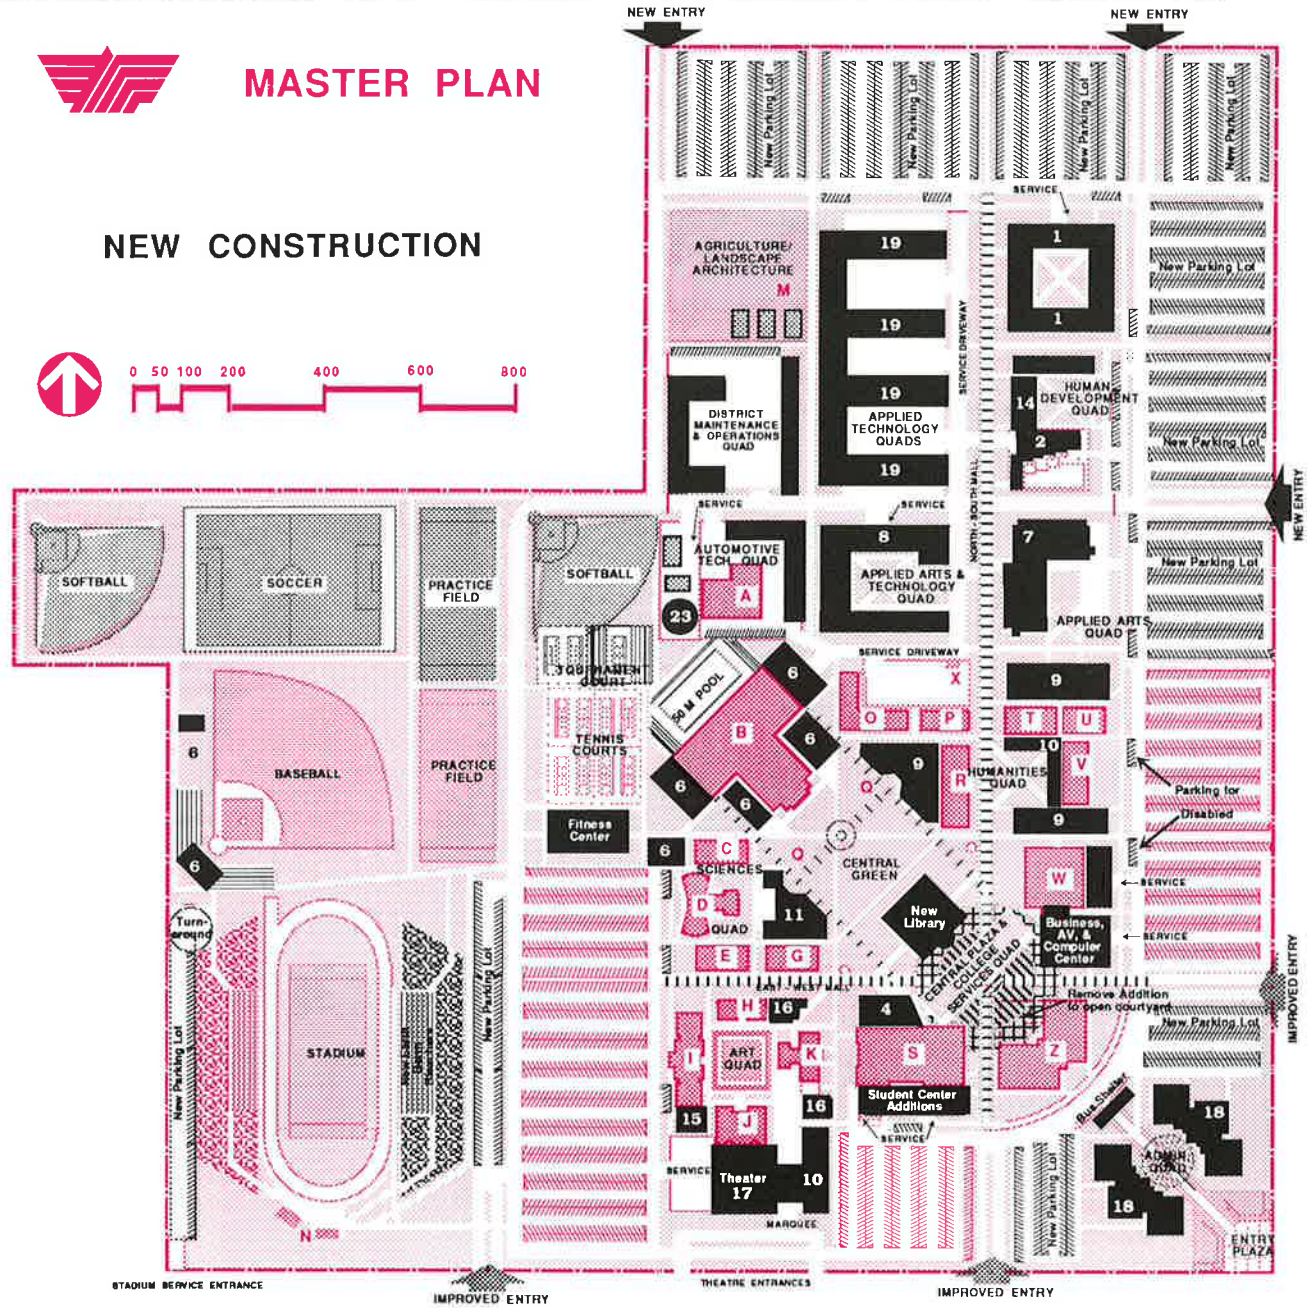 NEW ENTRY
NEW ENTRY
MASTER PLAN
NEW CONSTRUCTION
0 50 100 200 400 600 800
New Parking Lot
New Parking Lot
New Parking Lot
New Parking Lot
SERVICE
AGRICULTURE/
LANDSCAPE
ARCHITECTURE
M
19
19
19
19
APPLIED
TECHNOLOGY
QUADS
SERVICE DRIVEWAY
1
1
New Parking Lot
DISTRICT
MAINTENANCE
& OPERATIONS
QUAD
14
HUMAN
DEVELOPMENT
QUAD
2
New Parking Lot
NORTH - SOUTH MALL
NEW ENTRY
SOFTBALL
SOCCER
PRACTICE
FIELD
SOFTBALL
SERVICE
AUTOMOTIVE
TECH. QUAD
A
23
SERVICE
8
APPLIED ARTS &
TECHNOLOGY
QUAD
7
APPLIED ARTS
QUAD
New Parking Lot
SERVICE DRIVEWAY
TOURNAMENT
COURT
50 M POOL
6
B
6
6
6
X
O
P
9
T
U
6
BASEBALL
PRACTICE
FIELD
TENNIS
COURTS
9
R
Q
HUMANITIES
QUAD
10
V
9
Parking for
Disabled
Fitness
Center
6
6
C
SCIENCES
D
QUAD
E
G
11
Q
CENTRAL
GREEN
New
Library
W
SERVICE
SERVICE
Business,
AV, &
Computer
Center
CENTRAL PLAZA &
COLLEGE
SERVICES QUAD
EAST - WEST MALL
Turn-
around
New Parking Lot
STADIUM
New Parking Lot
N
H
16
I
ART
QUAD
K
15
J
16
4
S
Student Center
Additions
SERVICE
Z
Remove Addition
to open courtyard
New Parking Lot
IMPROVED ENTRY
Bus Shelter
18
ADMIN.
QUAD
18
SERVICE
Theater
17
10
MARQUEE
New Parking Lot
ENTRY
PLAZA
STADIUM SERVICE ENTRANCE
IMPROVED ENTRY
THEATRE ENTRANCES
IMPROVED ENTRY